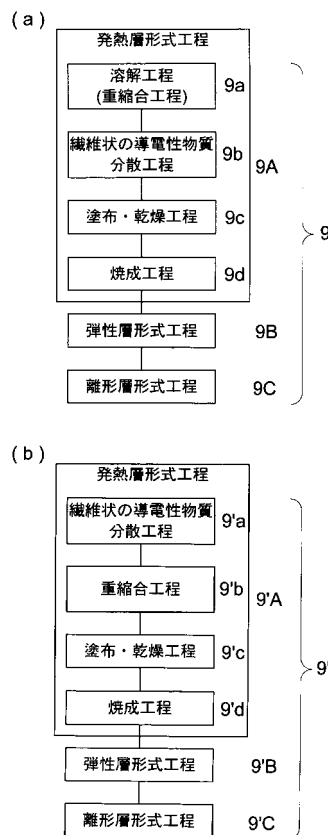 (a)
発熱層形式工程
溶解工程
(重縮合工程)
9a
繊維状の導電性物質
分散工程
9b
9A
塗布・乾燥工程
9c
9
焼成工程
9d
弾性層形式工程
9B
離形層形式工程
9C
(b)
発熱層形式工程
繊維状の導電性物質
分散工程
9'a
重縮合工程
9'b
9'A
塗布・乾燥工程
9'c
9'
焼成工程
9'd
弾性層形式工程
9'B
離形層形式工程
9'C